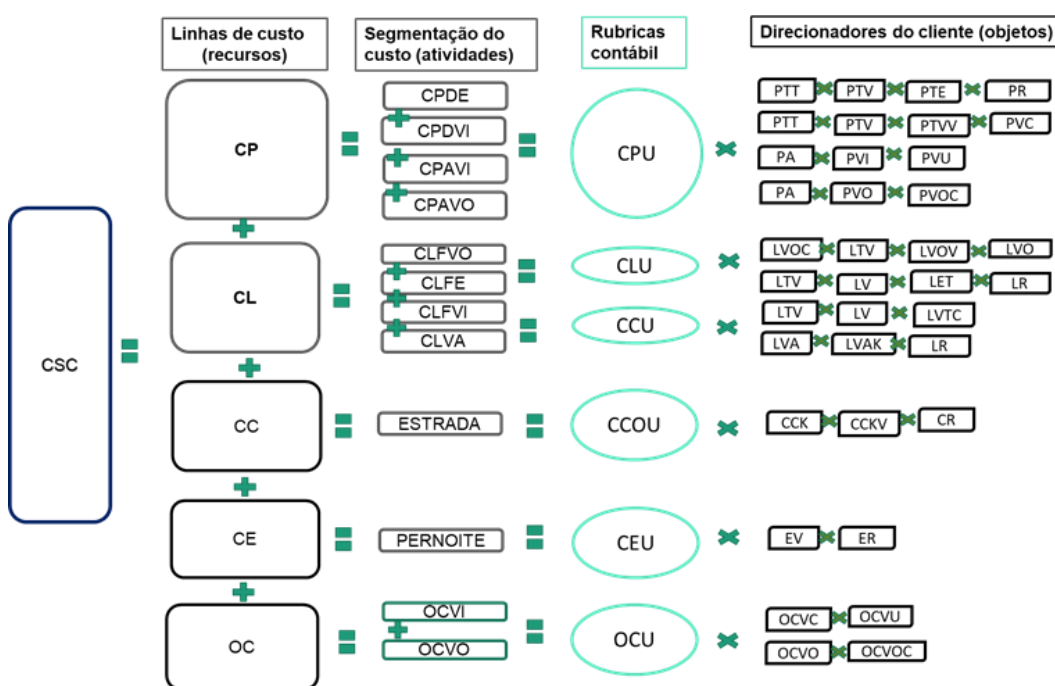 Linhas de custo
(recursos)
Segmentação do
custo (atividades)
Rubricas
contábil
Direcionadores do cliente (objetos)
CSC
CP
CPDE
CPDVI
CPAVI
CPAVO
CPU
PTT PTV PTE PR
PTT PTV PTVV PVC
PA PVI PVU
PA PVO PVOC
CL
CLFVO
CLFE
CLFVI
CLVA
CLU
CCU
LVOC LTV LVOV LVO
LTV LV LET LR
LTV LV LVTC
LVA LVAK LR
CC
ESTRADA
CCOU
CCK CCKV CR
CE
PERNOITE
CEU
EV ER
OC
OCVI
OCVO
OCU
OCVC OCVU
OCVO OCVOC